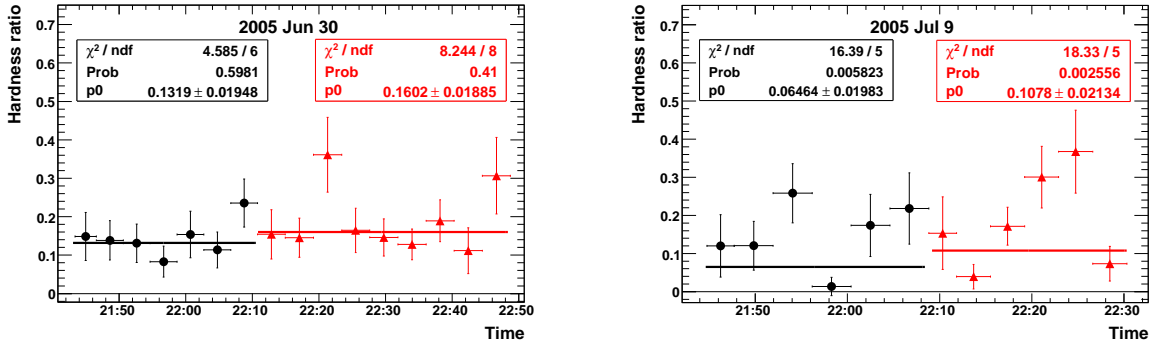 2005 Jun 30
χ² / ndf 4.585 / 6
Prob 0.5981
p0 0.1319 ± 0.01948
χ² / ndf 8.244 / 8
Prob 0.41
p0 0.1602 ± 0.01885
Hardness ratio
0.7
0.6
0.5
0.4
0.3
0.2
0.1
0
21:50 22:00 22:10 22:20 22:30 22:40 22:50
Time
2005 Jul 9
χ² / ndf 16.39 / 5
Prob 0.005823
p0 0.06464 ± 0.01983
χ² / ndf 18.33 / 5
Prob 0.002556
p0 0.1078 ± 0.02134
Hardness ratio
0.7
0.6
0.5
0.4
0.3
0.2
0.1
0
21:50 22:00 22:10 22:20 22:30
Time